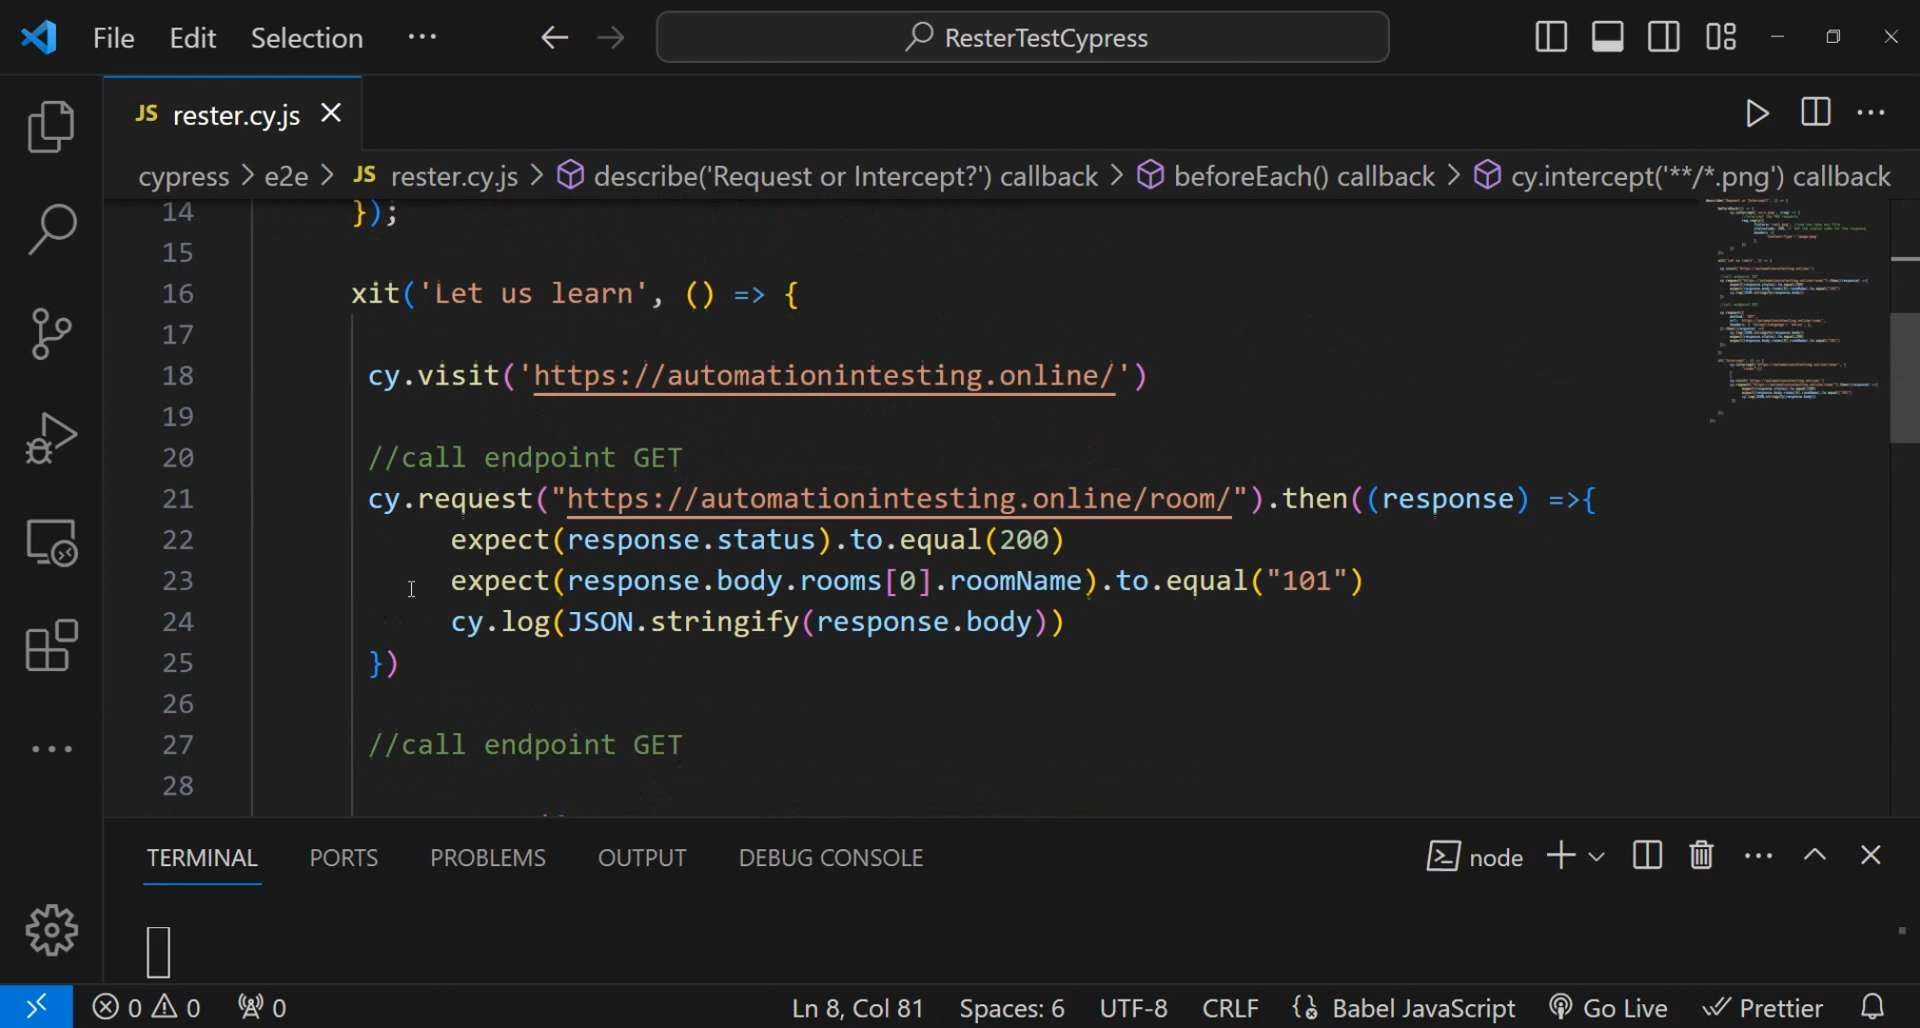 File Edit Selection ··· ResterTestCypress
JS rester.cy.js
cypress > e2e > JS rester.cy.js > describe('Request or Intercept?') callback > beforeEach() callback > cy.intercept('**/*.png') callback
14 });
15
16 xit('Let us learn', () => {
17
18 cy.visit('https://automationintesting.online/')
19
20 //call endpoint GET
21 cy.request("https://automationintesting.online/room/").then((response) =>{
22 expect(response.status).to.equal(200)
23 expect(response.body.rooms[0].roomName).to.equal("101")
24 cy.log(JSON.stringify(response.body))
25 })
26
27 //call endpoint GET
28
TERMINAL PORTS PROBLEMS OUTPUT DEBUG CONSOLE node
0 0 0 Ln 8, Col 81 Spaces: 6 UTF-8 CRLF {} Babel JavaScript Go Live Prettier